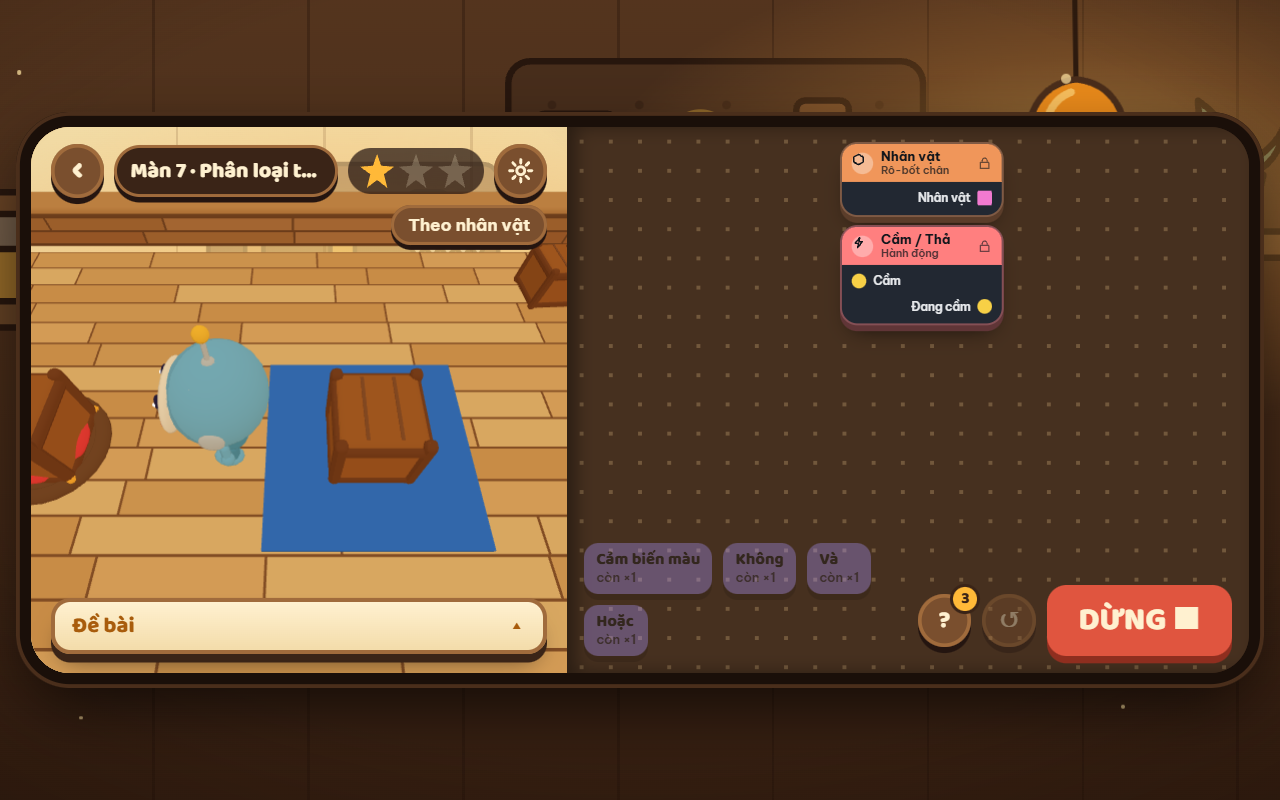 Màn 7 • Phân loại t...
Theo nhân vật
Nhân vật
Rô-bốt chân
Nhân vật
Cầm / Thả
Hành động
Cầm
Đang cầm
Cảm biến màu
còn ×1
Không
còn ×1
Và
còn ×1
Hoặc
còn ×1
?
3
DỪNG
Đề bài